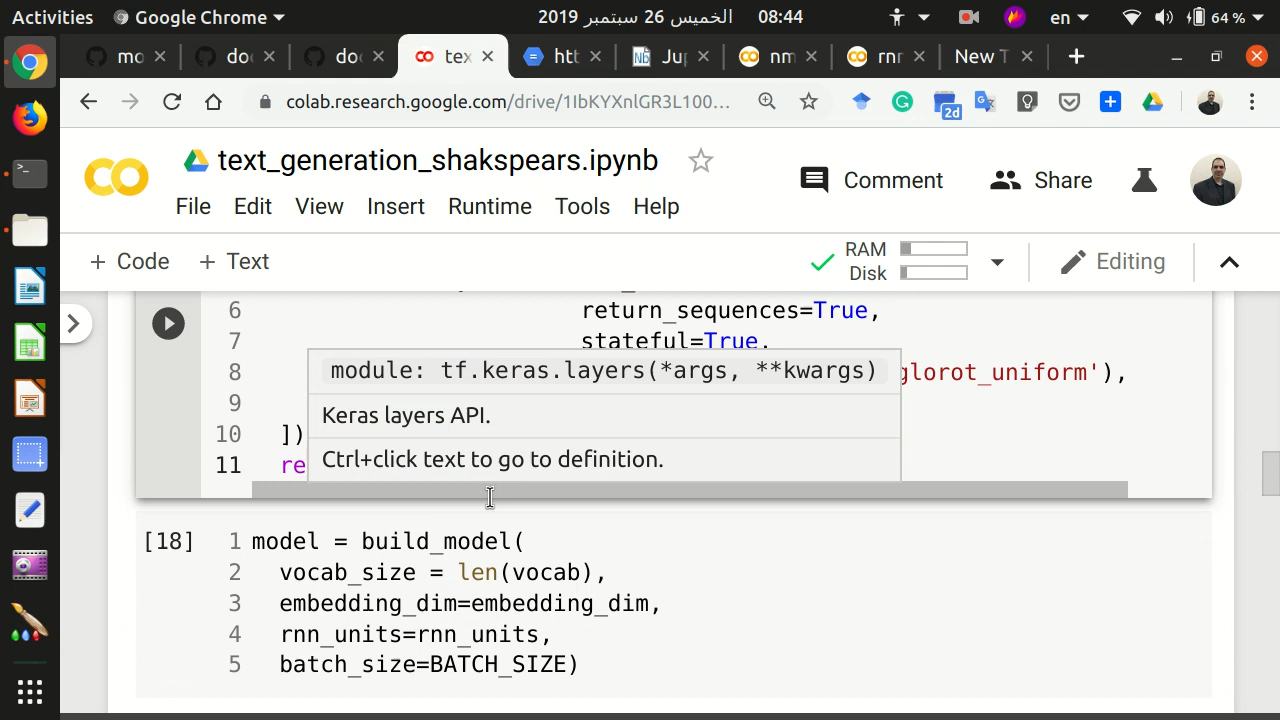 Activities Google Chrome الخميس 26 سبتمبر 2019 08:44 en 64 %
mo do do tex htt Jup nm rnr New T
colab.research.google.com/drive/1IbKYXnlGR3L100... 2d
text_generation_shakspears.ipynb
Comment Share
File Edit View Insert Runtime Tools Help
+ Code + Text RAM Disk Editing
6 return_sequences=True,
7 stateful=True,
module: tf.keras.layers(*args, **kwargs)
8 glorot_uniform'),
9 Keras layers API.
10 ])
Ctrl+click text to go to definition.
11 re
[18] 1 model = build_model(
2 vocab_size = len(vocab),
3 embedding_dim=embedding_dim,
4 rnn_units=rnn_units,
5 batch_size=BATCH_SIZE)